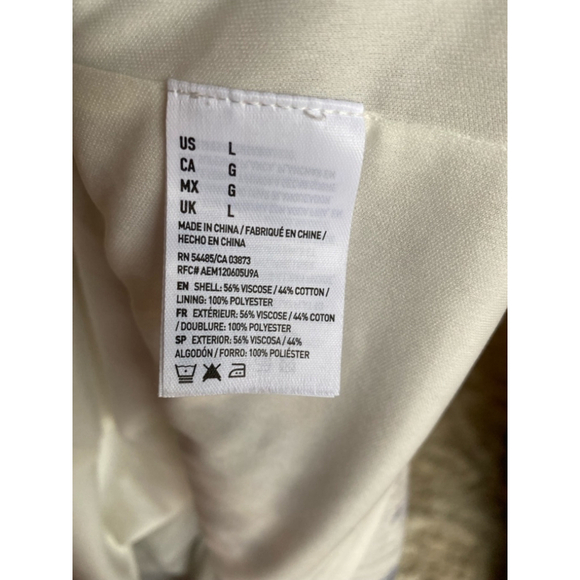 US L
CA G
MX G
UK L
MADE IN CHINA / FABRIQUÉ EN CHINE /
HECHO EN CHINA
RN 54485/CA 03873
RFC# AEM120605U9A
EN SHELL: 56% VISCOSE / 44% COTTON /
LINING: 100% POLYESTER
FR EXTÉRIEUR: 56% VISCOSE / 44% COTON
/ DOUBLURE: 100% POLYESTER
SP EXTERIOR: 56% VISCOSA / 44%
ALGODÓN / FORRO: 100% POLIÉSTER